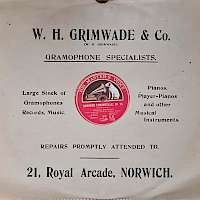 W. H. GRIMWADE & Co.
GRAMOPHONE SPECIALISTS.
Large Stock of
Gramophones
Records, Music.
Pianos,
Player-Pianos
and other
Musical
Instruments
REPAIRS PROMPTLY ATTENDED TO.
21, Royal Arcade, NORWICH.